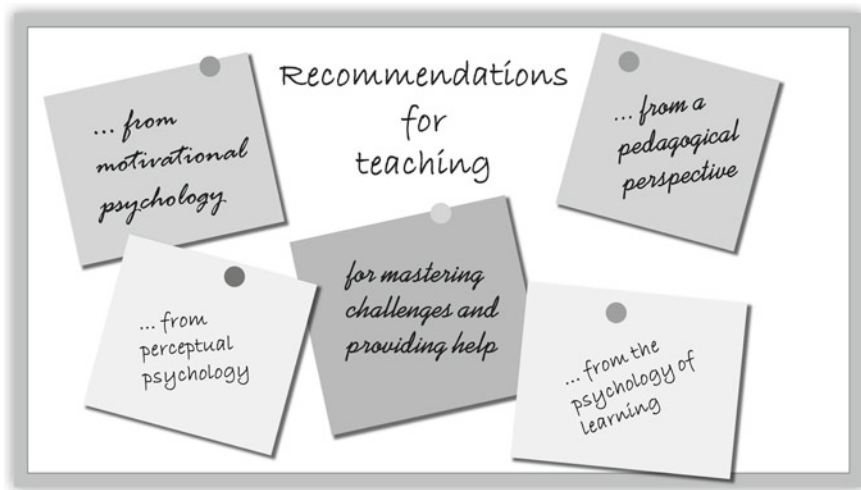 Recommendations
for
teaching
... from
motivational
psychology
... from a
pedagogical
perspective
... from
perceptual
psychology
for mastering
challenges and
providing help
... from the
psychology of
learning